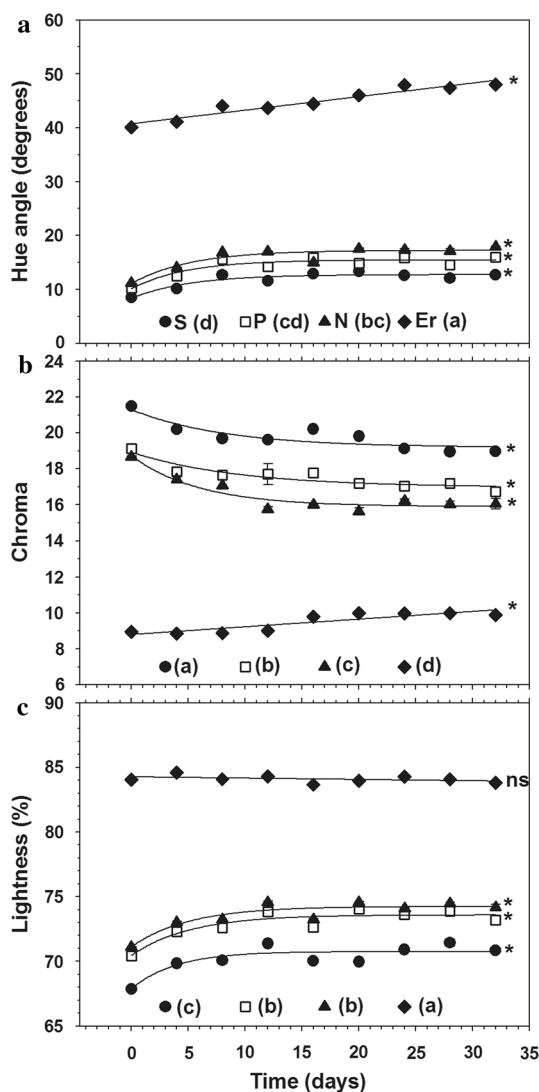 a
60
50
40
30
20
10
0
Hue angle (degrees)
*
*
*
*
S (d) P (cd) N (bc) Er (a)
b
24
22
20
18
16
14
12
10
8
6
Chroma
*
*
*
*
(a) (b) (c) (d)
c
90
85
80
75
70
65
Lightness (%)
ns
*
*
*
(c) (b) (b) (a)
0 5 10 15 20 25 30 35
Time (days)